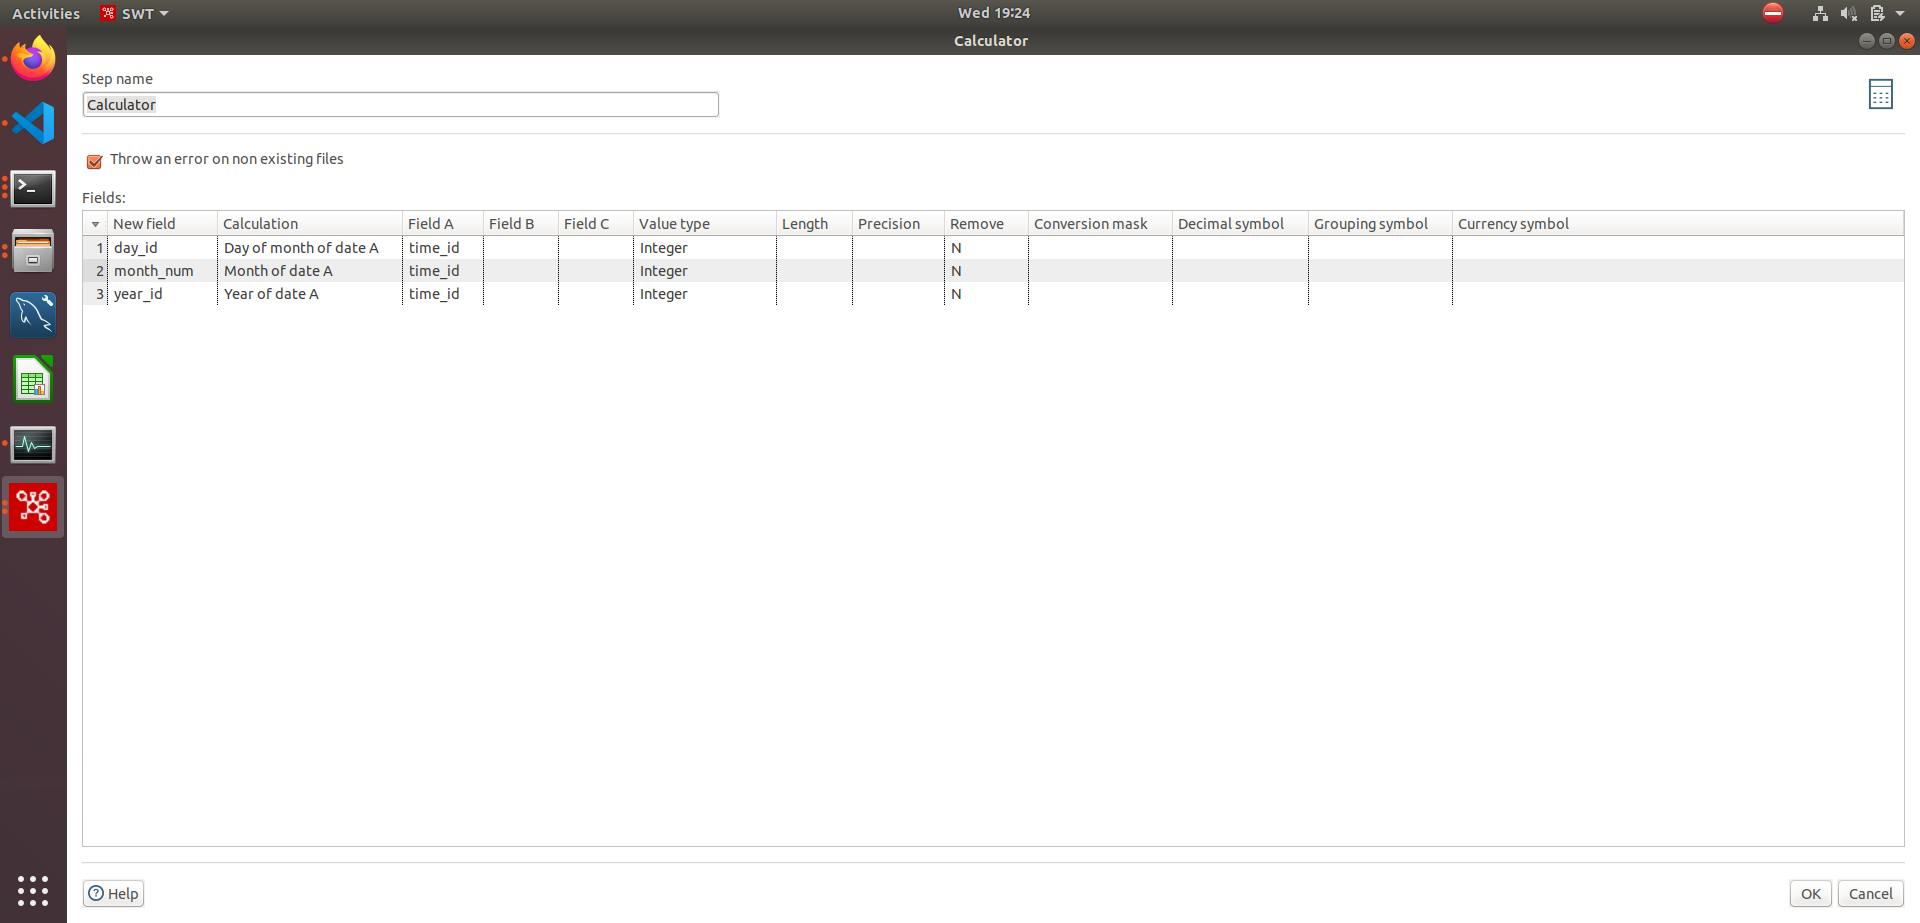 Activities SWT Wed 19:24
Calculator
Step name
Calculator
Throw an error on non existing files
Fields:
New field Calculation Field A Field B Field C Value type Length Precision Remove Conversion mask Decimal symbol Grouping symbol Currency symbol
1 day_id Day of month of date A time_id Integer N
2 month_num Month of date A time_id Integer N
3 year_id Year of date A time_id Integer N
Help OK Cancel